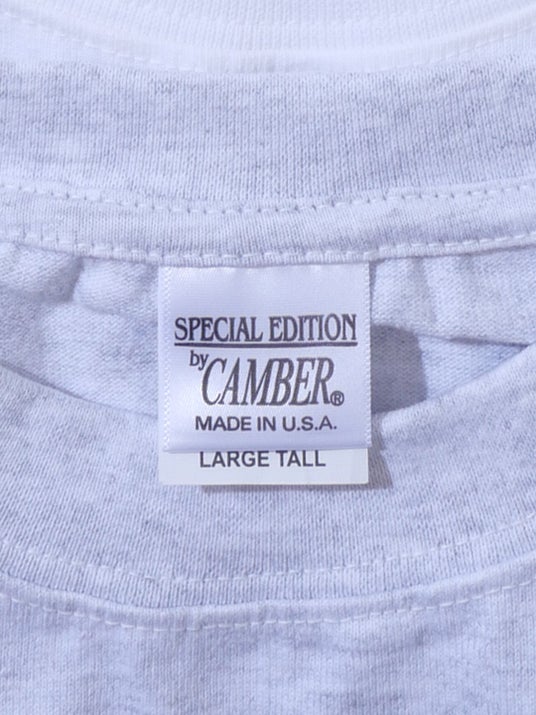 SPECIAL EDITION
by
CAMBER®
MADE IN U.S.A.
LARGE TALL